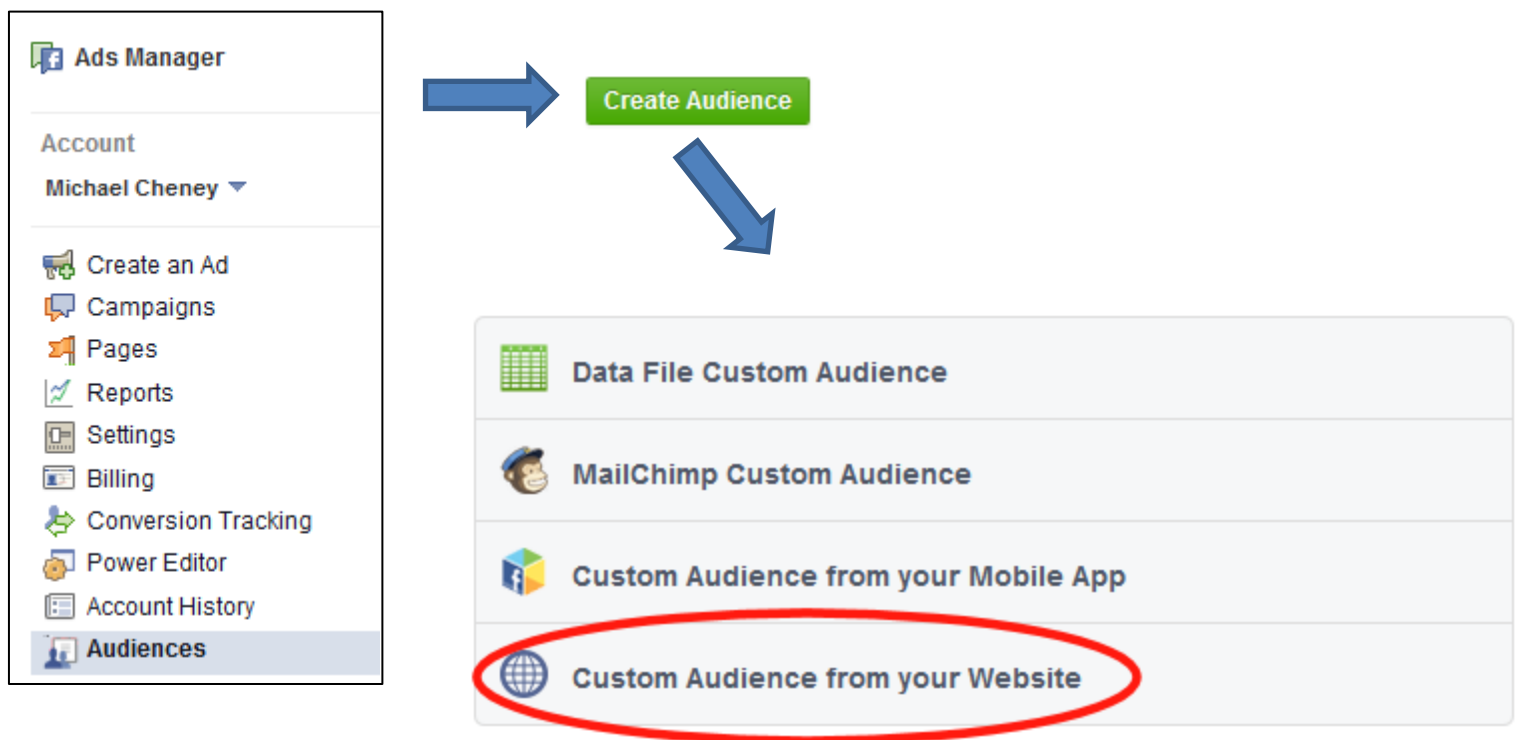 Ads Manager
Account
Michael Cheney
Create an Ad
Campaigns
Pages
Reports
Settings
Billing
Conversion Tracking
Power Editor
Account History
Audiences
Create Audience
Data File Custom Audience
MailChimp Custom Audience
Custom Audience from your Mobile App
Custom Audience from your Website